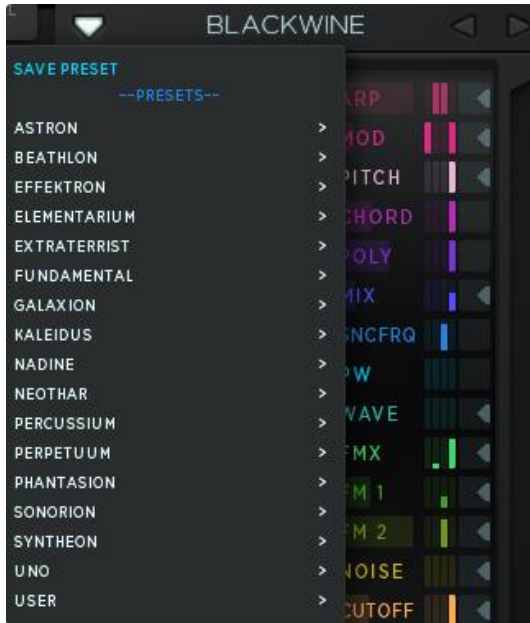 L
BLACKWINE
SAVE PRESET
--PRESETS--
ASTRON >
BEATHLON >
EFFEKTRON >
ELEMENTARIUM >
EXTRATERRIST >
FUNDAMENTAL >
GALAXION >
KALEIDUS >
NADINE >
NEOTHAR >
PERCUSSIUM >
PERPETUUM >
PHANTASION >
SONORION >
SYNTHEON >
UNO >
USER >
ARP
MOD
PITCH
CHORD
POLY
MIX
SNCFRQ
PW
WAVE
FMX
FM 1
FM 2
NOISE
CUTOFF